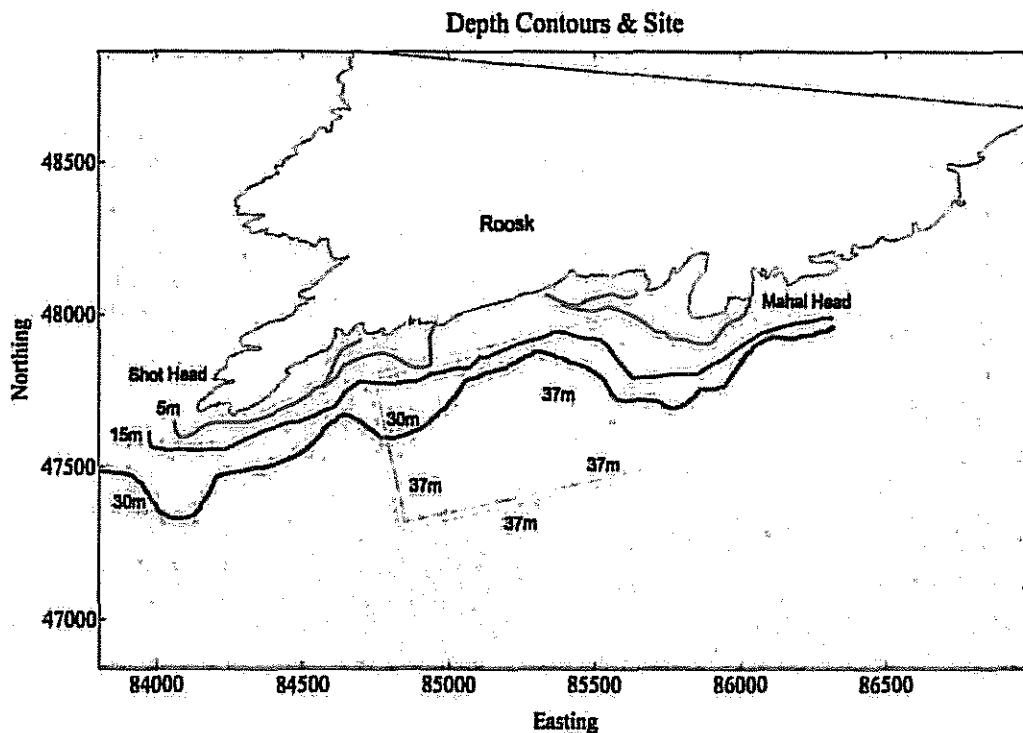 Depth Contours & Site
48500
Roosk
48000
Mahal Head
Northing
Shot Head
5m
37m
15m
30m
47500
37m
37m
30m
37m
47000
84000
84500
85000
85500
86000
86500
Easting